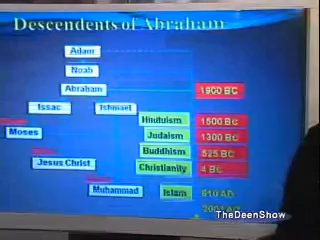 Descendents of Abraham
Adam
Noah
Abraham 1900 BC
Issac Ishmael
Hinduism 1500 BC
Moses Judaism 1300 BC
Buddhism 525 BC
Jesus Christ Christianity 4 BC
Muhammad Islam 610 AD
TheDeenShow